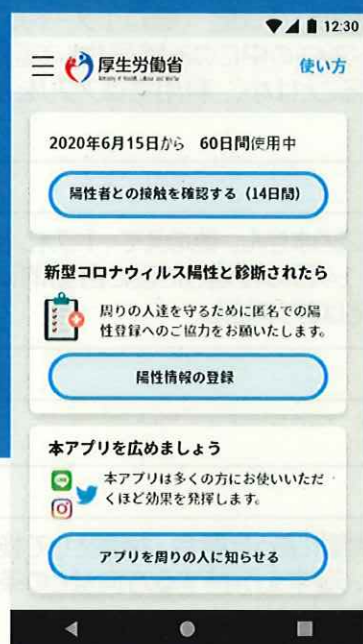 12:30
厚生労働省
使い方
2020年6月15日から 60日間使用中
陽性者との接触を確認する（14日間）
新型コロナウィルス陽性と診断されたら
周りの人達を守るために匿名での陽
性登録へのご協力をお願いたします。
陽性情報の登録
本アプリを広めましょう
本アプリは多くの方にお使いいただ
くほど効果を発揮します。
アプリを周りの人に知らせる